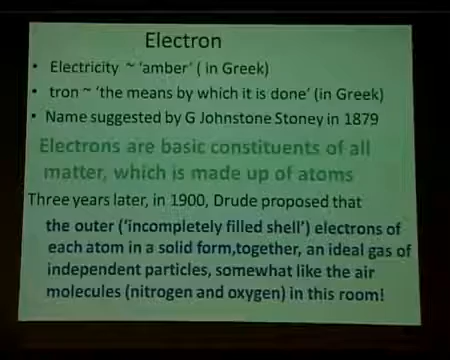 Electron
• Electricity ~ 'amber' ( in Greek)
• tron ~ 'the means by which it is done' (in Greek)
• Name suggested by G Johnstone Stoney in 1879
Electrons are basic constituents of all
matter, which is made up of atoms
Three years later, in 1900, Drude proposed that
the outer ('incompletely filled shell') electrons of
each atom in a solid form,together, an ideal gas of
independent particles, somewhat like the air
molecules (nitrogen and oxygen) in this room!